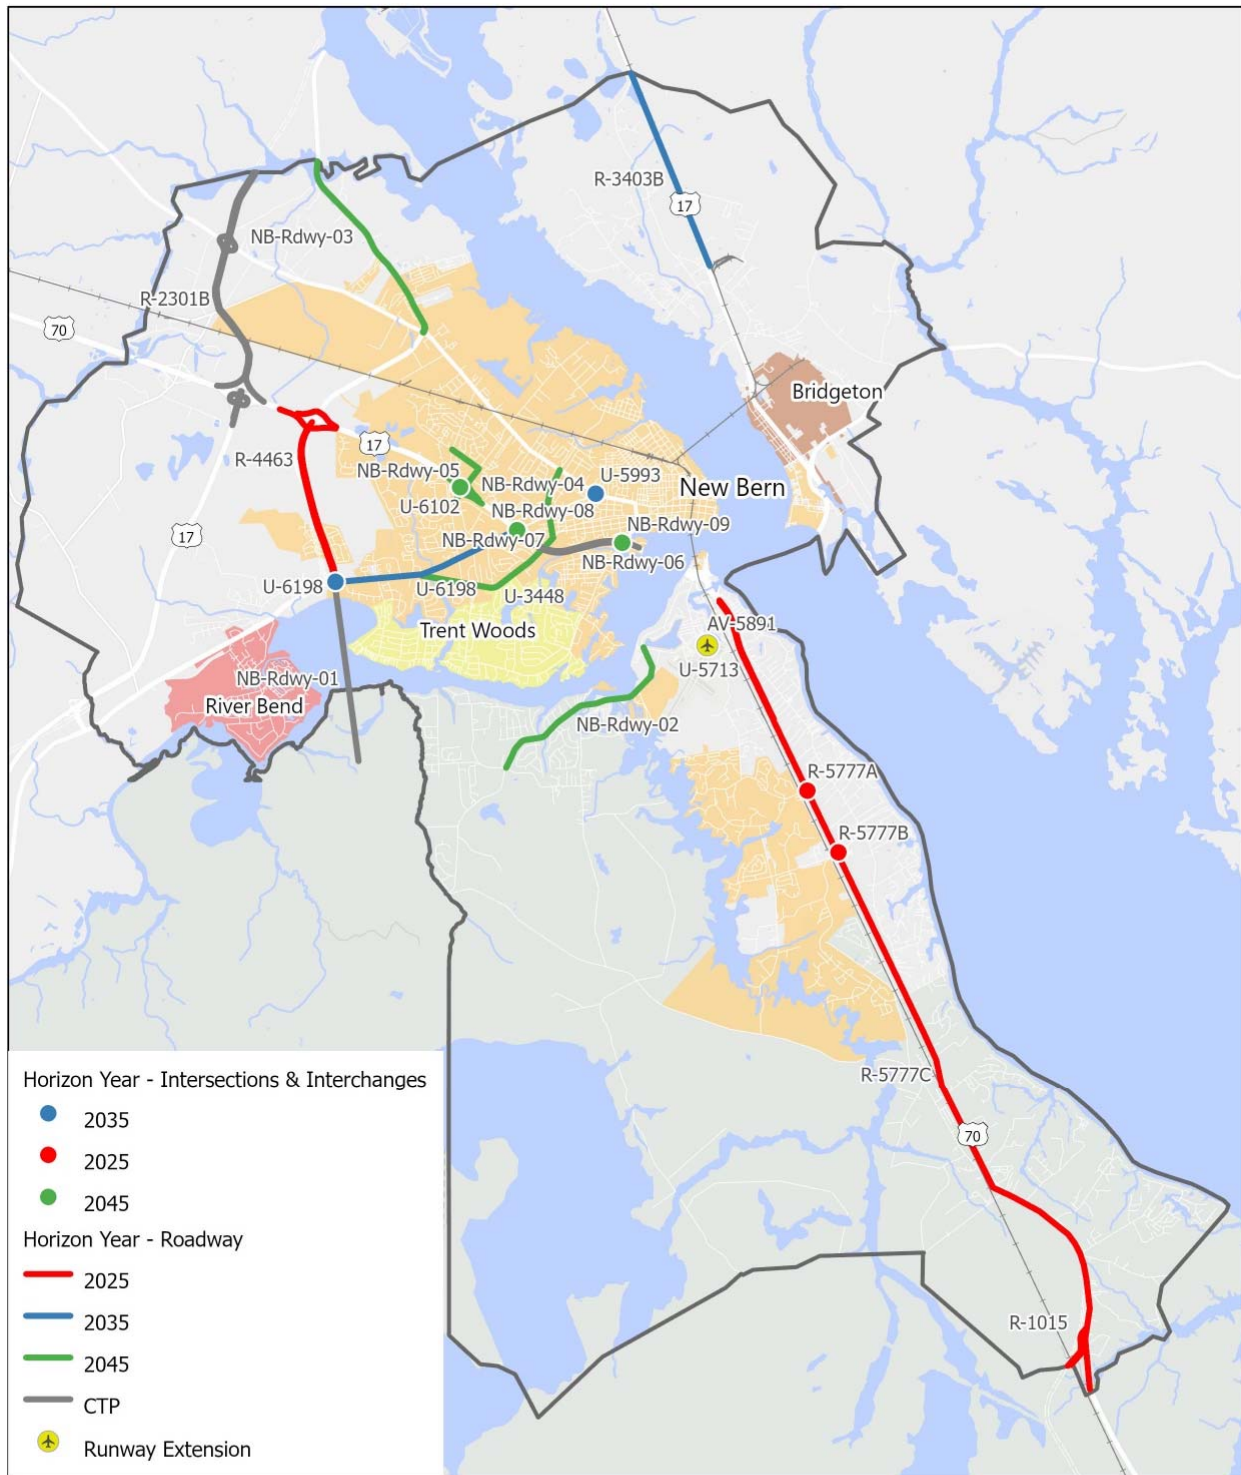 R-3403B
17
NB-Rdwy-03
R-2301B
70
Bridgeton
17
R-4463
NB-Rdwy-05
NB-Rdwy-04
U-5993
U-6102
New Bern
NB-Rdwy-08
NB-Rdwy-09
17
NB-Rdwy-07
NB-Rdwy-06
U-6198
U-6198
U-3448
AV-5891
Trent Woods
U-5713
NB-Rdwy-01
River Bend
NB-Rdwy-02
R-5777A
R-5777B
R-5777C
70
R-1015
Horizon Year - Intersections & Interchanges
2035
2025
2045
Horizon Year - Roadway
2025
2035
2045
CTP
Runway Extension